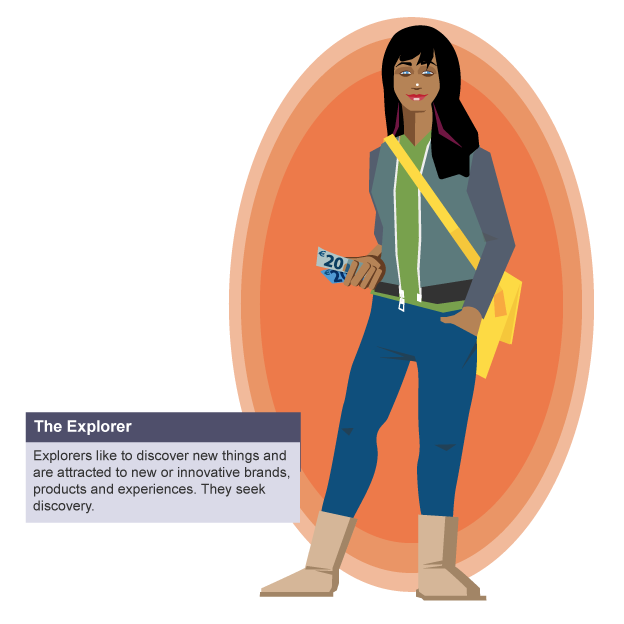 €20
The Explorer
Explorers like to discover new things and
are attracted to new or innovative brands,
products and experiences. They seek
discovery.